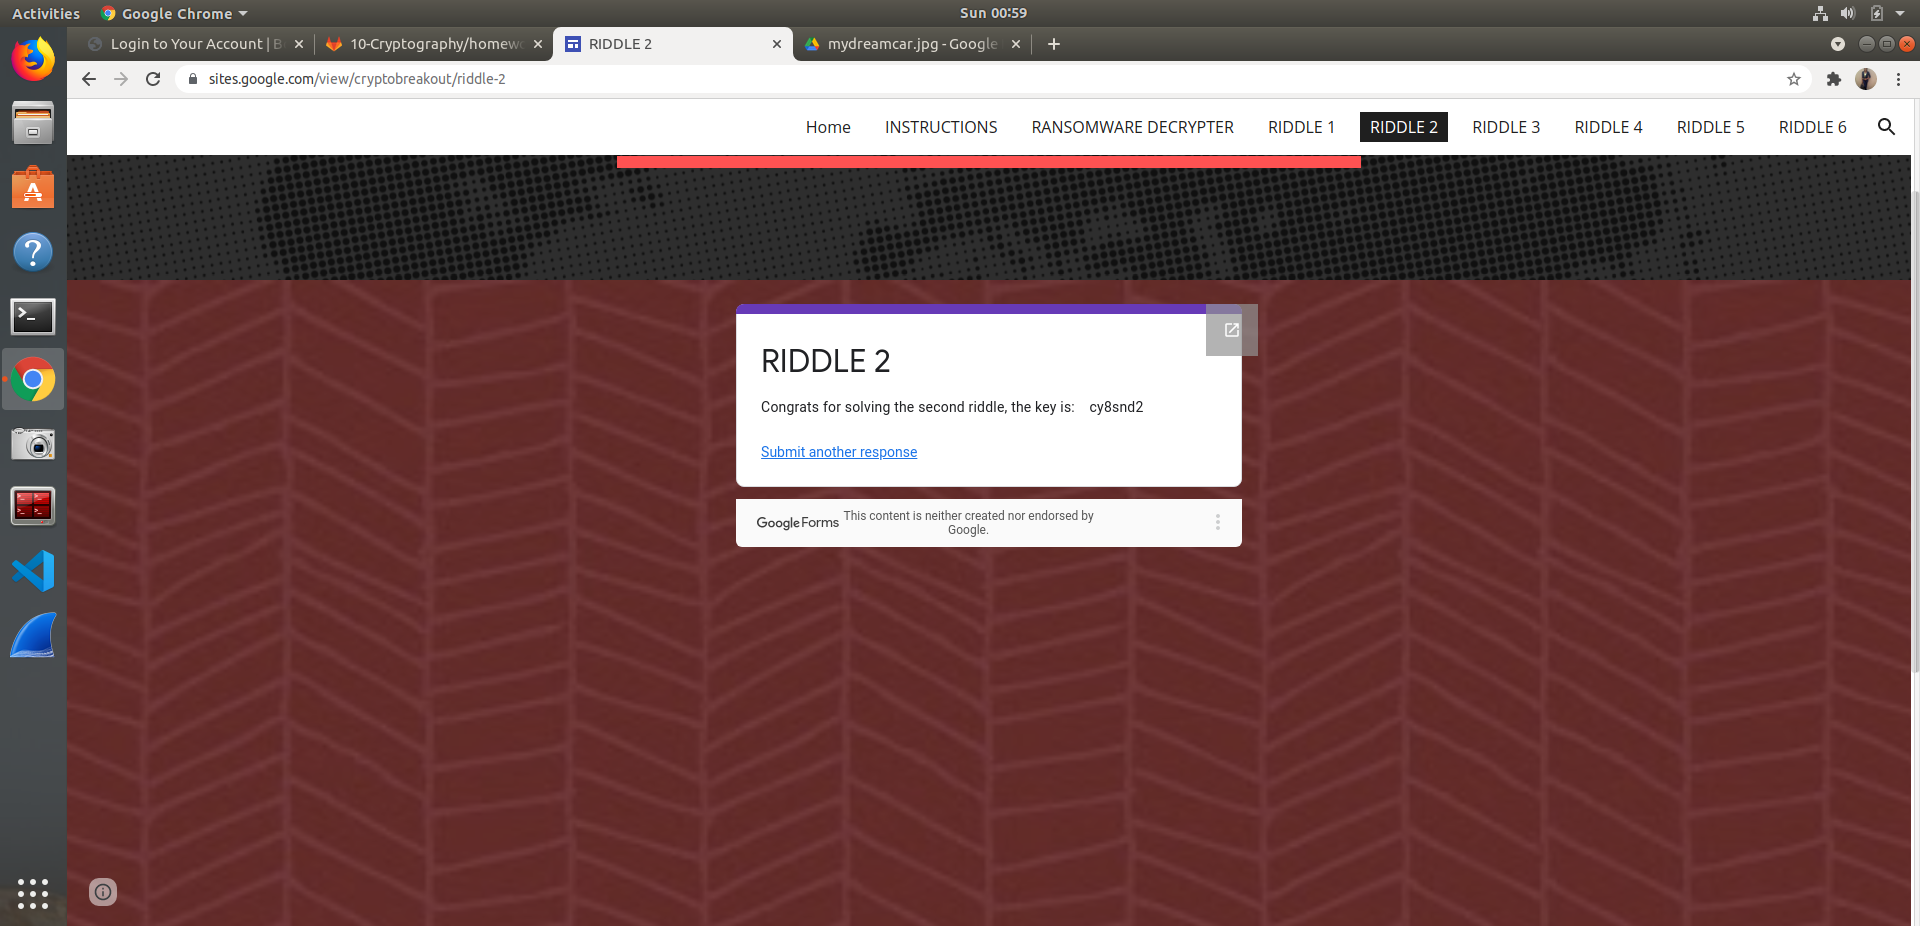 Activities
Google Chrome
Sun 00:59
Login to Your Account | B
10-Cryptography/homew
RIDDLE 2
mydreamcar.jpg - Google
sites.google.com/view/cryptobreakout/riddle-2
Home
INSTRUCTIONS
RANSOMWARE DECRYPTER
RIDDLE 1
RIDDLE 2
RIDDLE 3
RIDDLE 4
RIDDLE 5
RIDDLE 6
RIDDLE 2
Congrats for solving the second riddle, the key is: cy8snd2
Submit another response
Google Forms
This content is neither created nor endorsed by
Google.